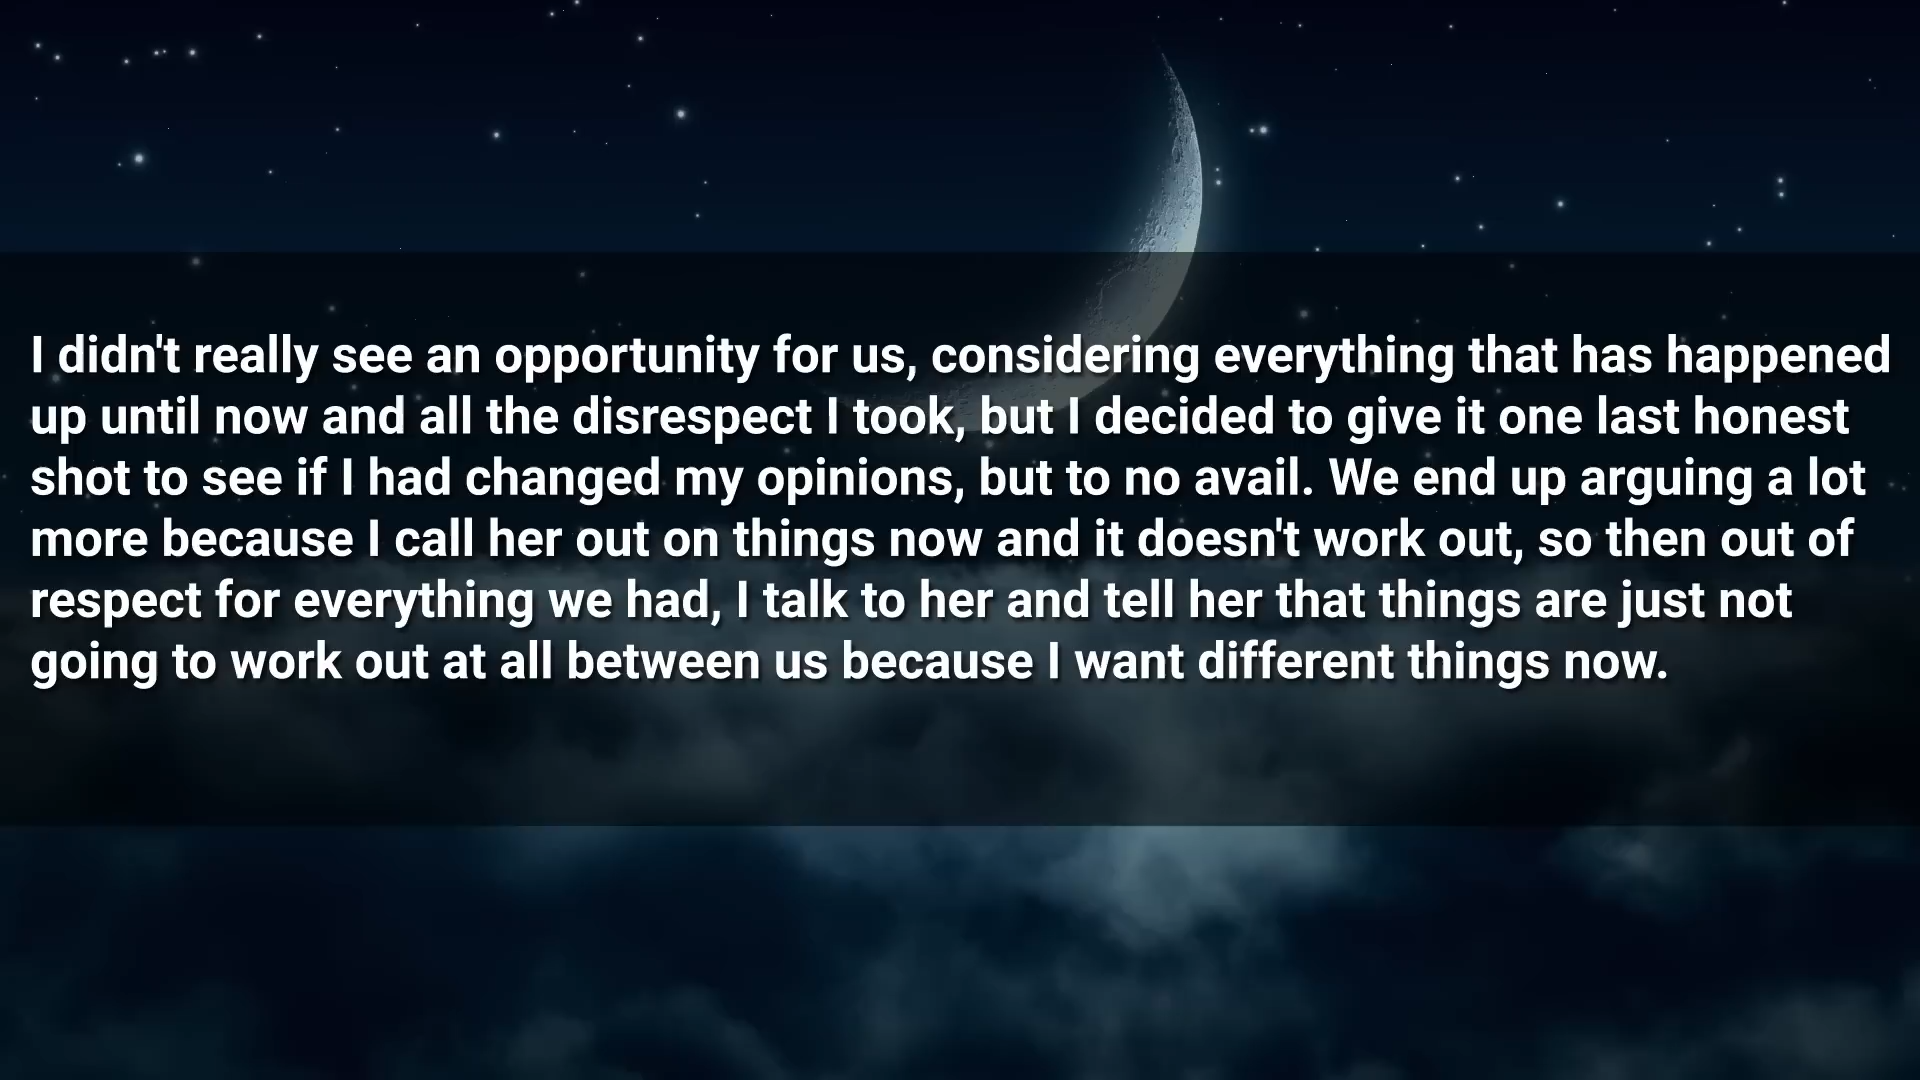 I didn't really see an opportunity for us, considering everything that has happened
up until now and all the disrespect I took, but I decided to give it one last honest
shot to see if I had changed my opinions, but to no avail. We end up arguing a lot
more because I call her out on things now and it doesn't work out, so then out of
respect for everything we had, I talk to her and tell her that things are just not
going to work out at all between us because I want different things now.